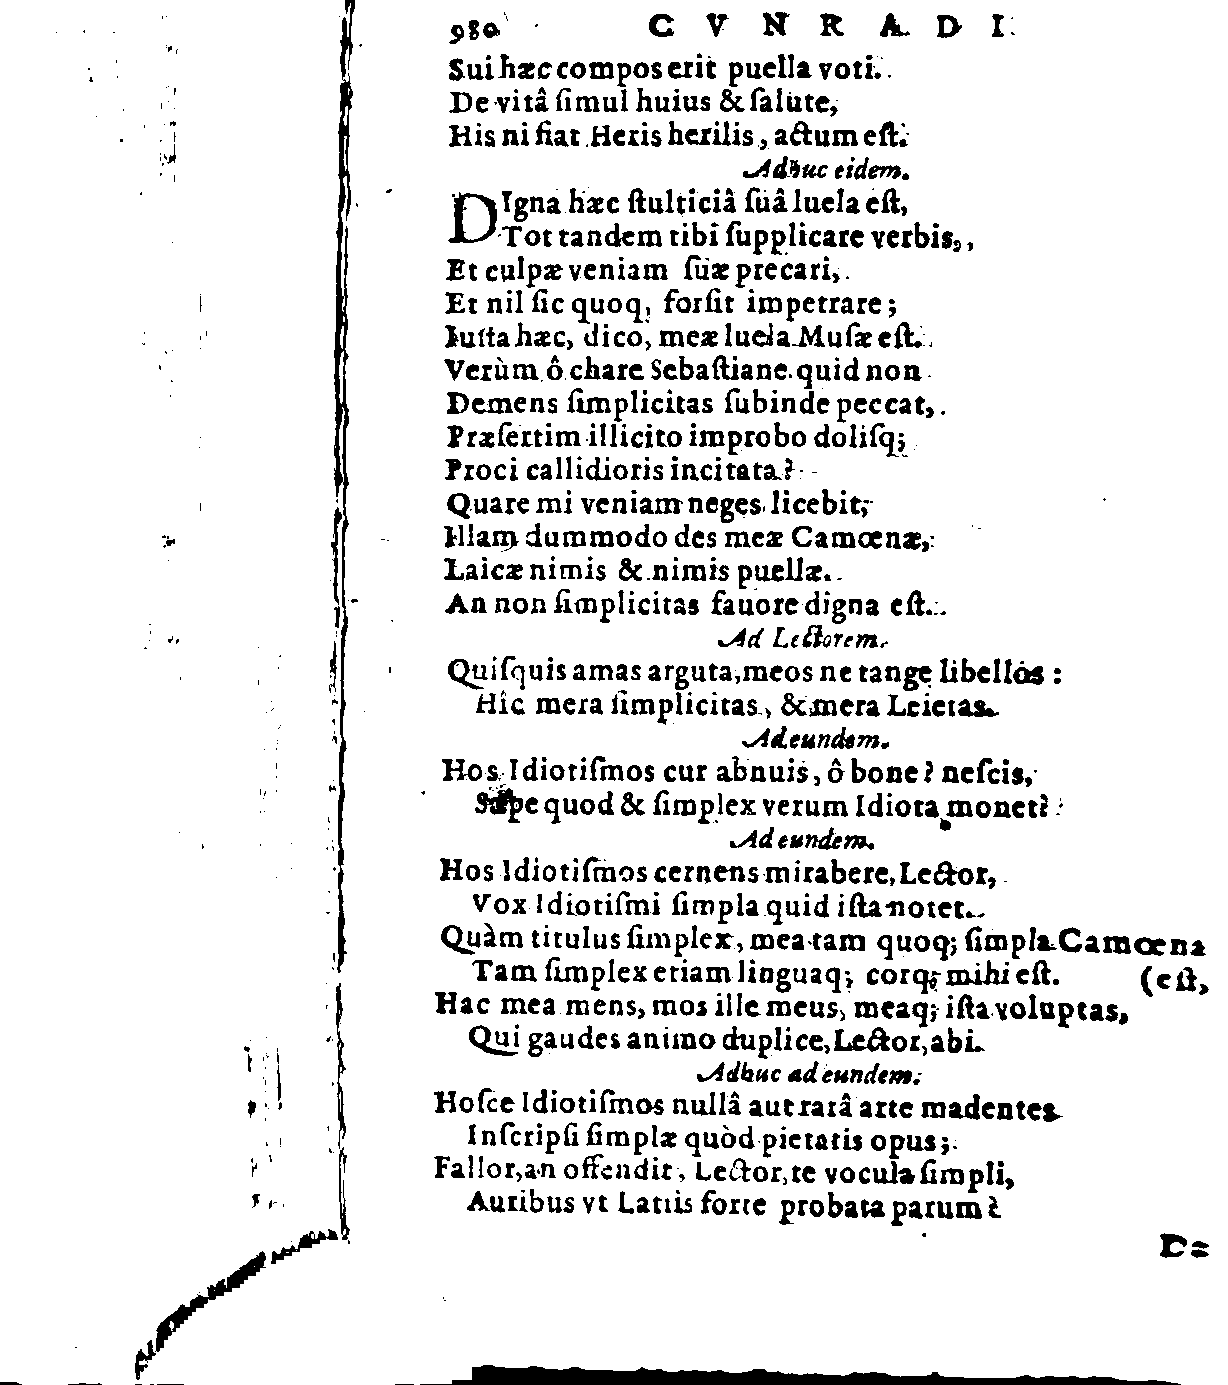 980 CVNRADI
Sui hæc compos erit puella voti.
De vitâ ſimul huius & ſalute,
His ni fiat Heris herilis, actum eſt.
Adhuc eidem.
DIgna hæc ſtulticiâ ſuâ luela eſt,
Tot tandem tibi ſupplicare verbis,
Et culpæ veniam ſuæ precari,
Et nil ſic quoq; forſit impetrare;
Iuſta hæc, dico, meæ luela Muſæ eſt.
Verùm ô chare Sebaſtiane quid non
Demens ſimplicitas ſubinde peccat,
Præſertim illicito improbo doliſq;
Proci callidioris incitata?
Quare mi veniam neges licebit;
Illam dummodo des meæ Camœnæ,
Laicæ nimis & nimis puellæ.
An non ſimplicitas fauore digna eſt.
Ad Lectorem.
Quiſquis amas arguta, meos ne tange libellos:
Hîc mera ſimplicitas, & mera Leietas.
Ad eundem.
Hos Idiotiſmos cur abnuis, ô bone? neſcis,
Sæpe quod & ſimplex verum Idiota monet?
Ad eundem.
Hos Idiotiſmos cernens mirabere, Lector,
Vox Idiotiſmi ſimpla quid iſta notet.
Quàm titulus ſimplex, mea tam quoq; ſimpla Camœna
Tam ſimplex etiam linguaq; corq; mihi eſt. (eſt,
Hac mea mens, mos ille meus, meaq; iſta voluptas,
Qui gaudes animo duplice, Lector, abi.
Adhuc ad eundem.
Hoſce Idiotiſmos nullâ aut rarâ arte madentes
Inſcripſi ſimplæ quòd pietatis opus;
Fallor, an offendit, Lector, te vocula ſimpli,
Auribus vt Latiis forte probata parum?
De